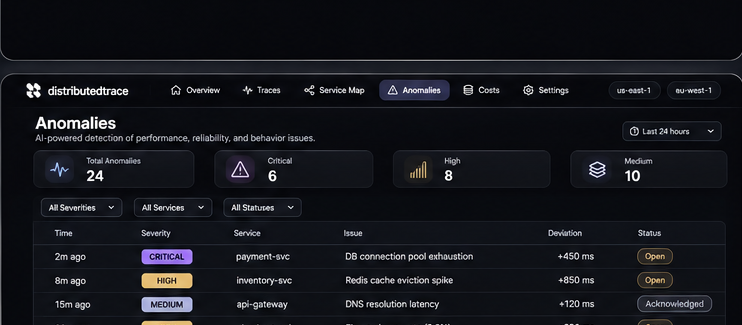 distributedtrace
Overview
Traces
Service Map
Anomalies
Costs
Settings
us-east-1
eu-west-1
Anomalies
AI-powered detection of performance, reliability, and behavior issues.
Last 24 hours
Total Anomalies
24
Critical
6
High
8
Medium
10
All Severities
All Services
All Statuses
Time Severity Service Issue Deviation Status
2m ago CRITICAL payment-svc DB connection pool exhaustion +450 ms Open
8m ago HIGH inventory-svc Redis cache eviction spike +850 ms Open
15m ago MEDIUM api-gateway DNS resolution latency +120 ms Acknowledged